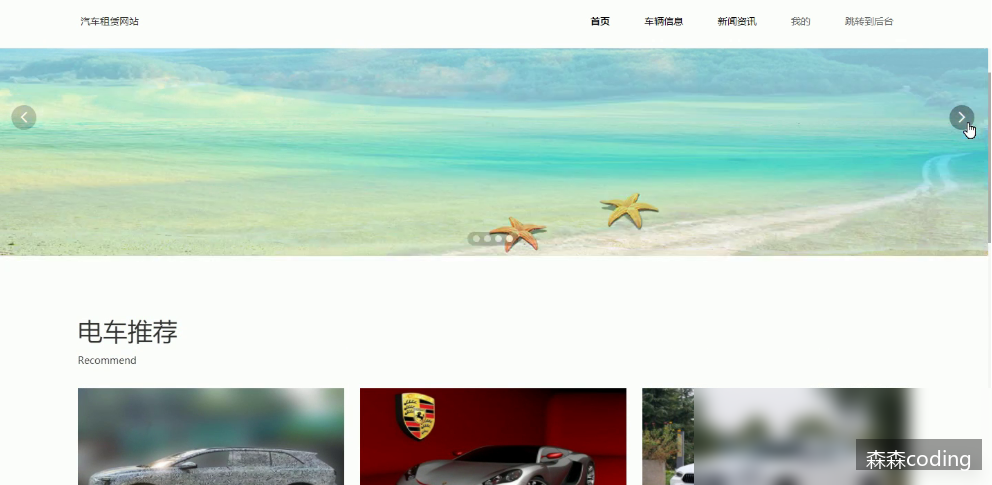 汽车租赁网站
首页 车辆信息 新闻资讯 我的 跳转到后台
电车推荐
Recommend
森森coding